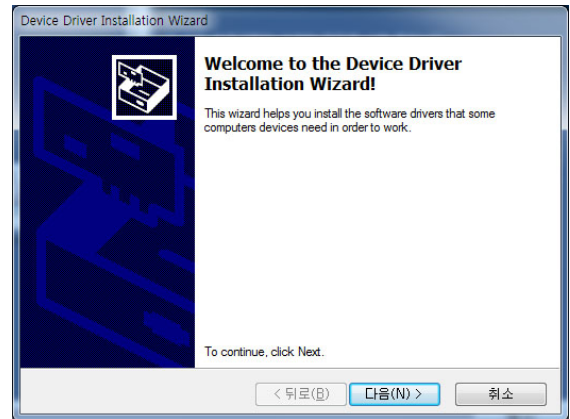 Device Driver Installation Wizard
Welcome to the Device Driver
Installation Wizard!
This wizard helps you install the software drivers that some
computers devices need in order to work.
To continue, click Next.
< 뒤로(B) 다음(N) > 취소